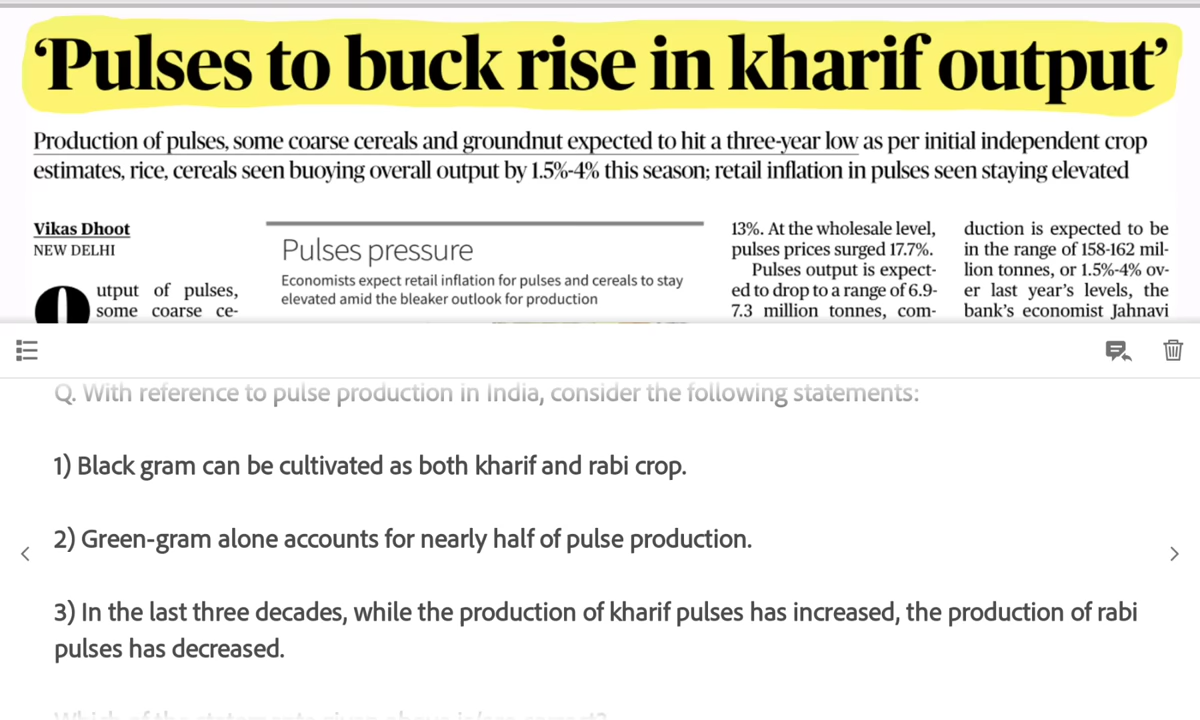 ‘Pulses to buck rise in kharif output’
Production of pulses, some coarse cereals and groundnut expected to hit a three-year low as per initial independent crop
estimates, rice, cereals seen buoying overall output by 1.5%-4% this season; retail inflation in pulses seen staying elevated
Vikas Dhoot
NEW DELHI
Output of pulses,
some coarse ce-
Pulses pressure
Economists expect retail inflation for pulses and cereals to stay
elevated amid the bleaker outlook for production
13%. At the wholesale level,
pulses prices surged 17.7%.
Pulses output is expect-
ed to drop to a range of 6.9-
7.3 million tonnes, com-
duction is expected to be
in the range of 158-162 mil-
lion tonnes, or 1.5%-4% ov-
er last year’s levels, the
bank’s economist Jahnavi
Q. With reference to pulse production in India, consider the following statements:
1) Black gram can be cultivated as both kharif and rabi crop.
2) Green-gram alone accounts for nearly half of pulse production.
3) In the last three decades, while the production of kharif pulses has increased, the production of rabi
pulses has decreased.